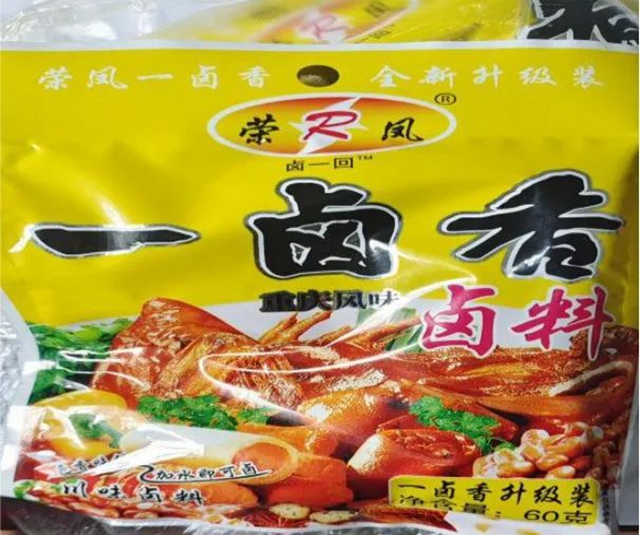 荣凤一卤香 全新升级装
荣R凤®
卤一回™
一卤香
重庆风味
卤料
加水即可卤
川味卤料
一卤香升级装
净含量: 60克